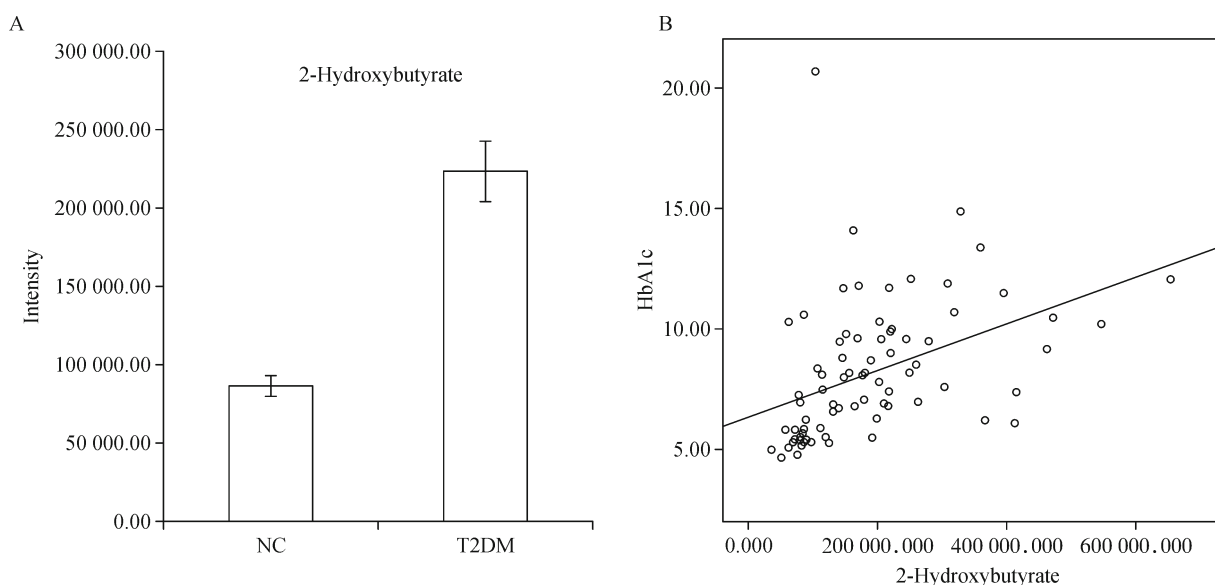 A
300 000.00
250 000.00
200 000.00
150 000.00
100 000.00
50 000.00
0.00
Intensity
2-Hydroxybutyrate
NC
T2DM
B
20.00
15.00
10.00
5.00
HbA1c
0.000
200 000.000
400 000.000
600 000.000
2-Hydroxybutyrate